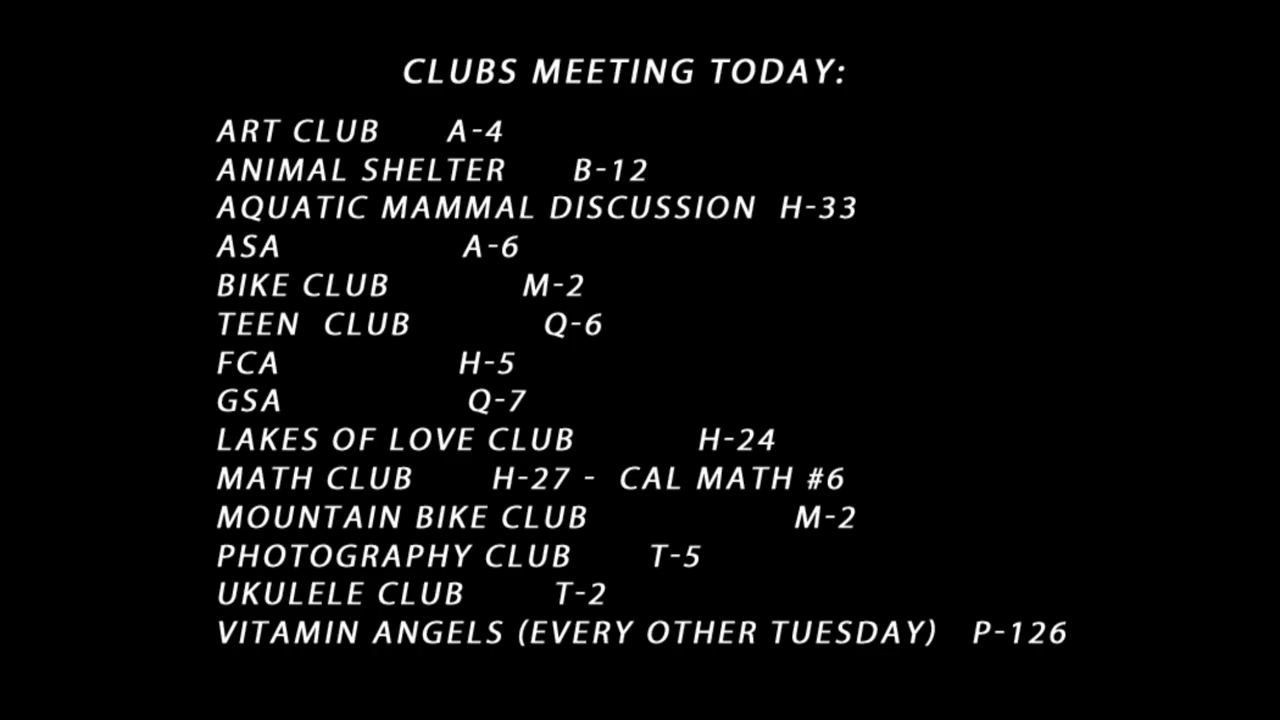 CLUBS MEETING TODAY:
ART CLUB A-4
ANIMAL SHELTER B-12
AQUATIC MAMMAL DISCUSSION H-33
ASA A-6
BIKE CLUB M-2
TEEN CLUB Q-6
FCA H-5
GSA Q-7
LAKES OF LOVE CLUB H-24
MATH CLUB H-27 - CAL MATH #6
MOUNTAIN BIKE CLUB M-2
PHOTOGRAPHY CLUB T-5
UKULELE CLUB T-2
VITAMIN ANGELS (EVERY OTHER TUESDAY) P-126